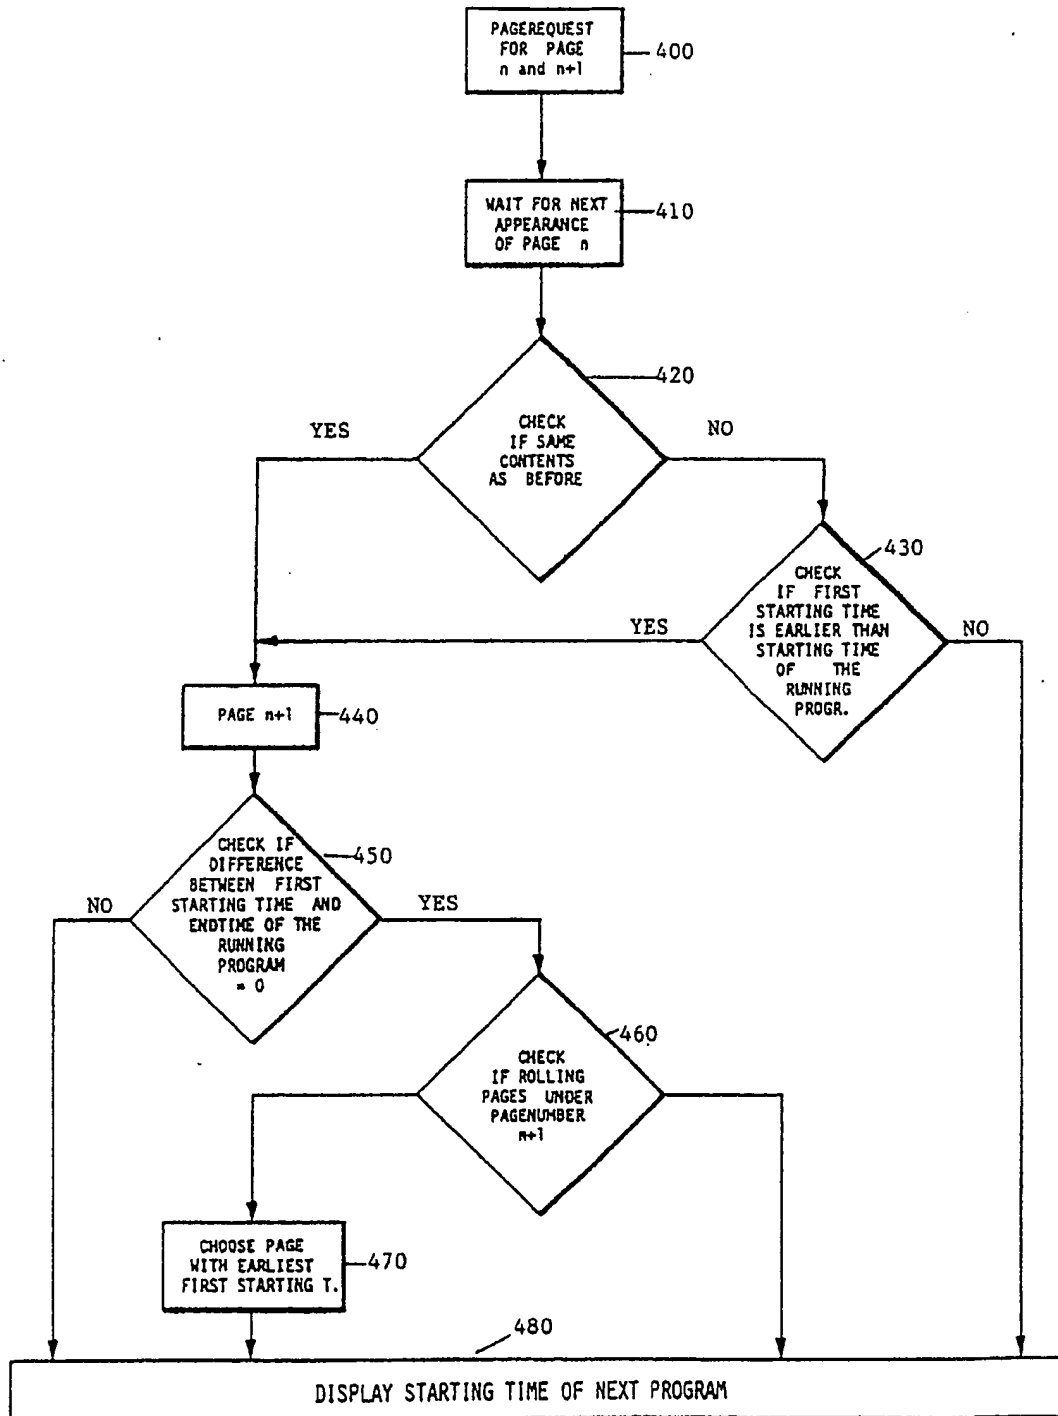 PAGEREQUEST
FOR PAGE
n and n+1
400
WAIT FOR NEXT
APPEARANCE
OF PAGE n
410
420
CHECK
IF SAME
CONTENTS
AS BEFORE
YES
NO
430
CHECK
IF FIRST
STARTING TIME
IS EARLIER THAN
STARTING TIME
OF THE
RUNNING
PROGR.
YES
NO
PAGE n+1
440
CHECK IF
DIFFERENCE
BETWEEN FIRST
STARTING TIME AND
ENDTIME OF THE
RUNNING
PROGRAM
= 0
450
NO
YES
460
CHECK
IF ROLLING
PAGES UNDER
PAGENUMBER
n+1
CHOOSE PAGE
WITH EARLIEST
FIRST STARTING T.
470
480
DISPLAY STARTING TIME OF NEXT PROGRAM